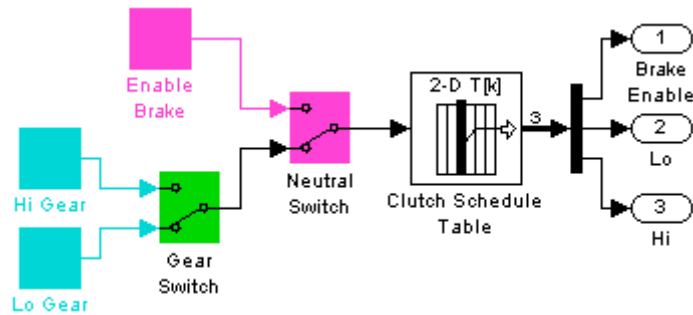 Enable
Brake
Hi Gear
Lo Gear
Gear
Switch
Neutral
Switch
2-D T[k]
Clutch Schedule
Table
3
1
Brake
Enable
2
Lo
3
Hi